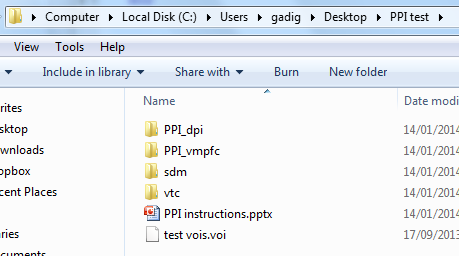 Computer ▸ Local Disk (C:) ▸ Users ▸ gadig ▸ Desktop ▸ PPI test ▸
View Tools Help
Include in library ▾ Share with ▾ Burn New folder
Name Date modi
rites
sktop
wnloads
opbox
cent Places
aries
cuments
PPI_dpi 14/01/2014
PPI_vmpfc 14/01/2014
sdm 14/01/2014
vtc 14/01/2014
PPI instructions.pptx 14/01/2014
test vois.voi 17/09/2013